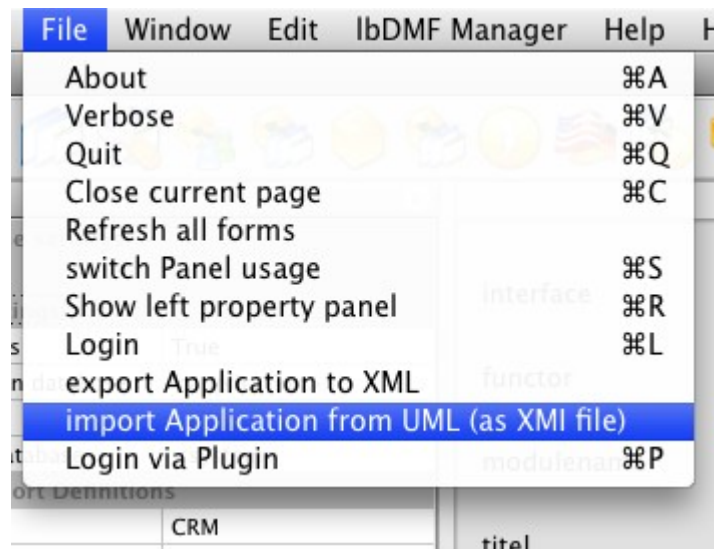 File Window Edit lbDMF Manager Help H
About ⌘A
Verbose ⌘V
Quit ⌘Q
Close current page ⌘C
Refresh all forms
switch Panel usage ⌘S
interface
Show left property panel ⌘R
Login ⌘L
True
functor
export Application to XML
import Application from UML (as XMI file)
Login via Plugin ⌘P
ort Definitions
CRM
titel